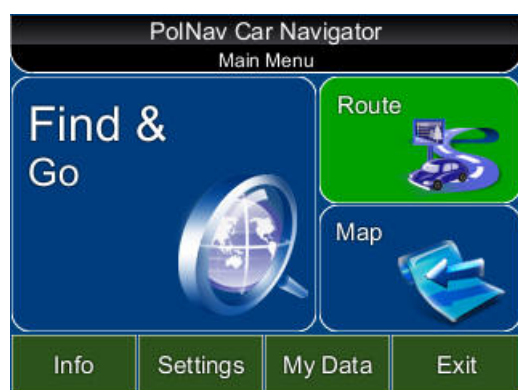 PolNav Car Navigator
Main Menu
Find &
Go
Route
Map
Info
Settings
My Data
Exit